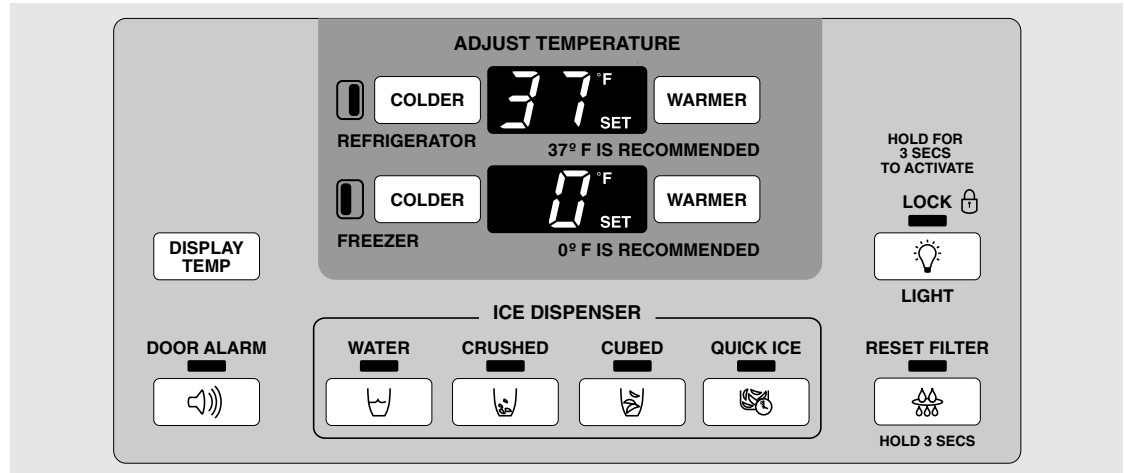 ADJUST TEMPERATURE
COLDER
37 °F SET
WARMER
REFRIGERATOR
37º F IS RECOMMENDED
COLDER
0 °F SET
WARMER
FREEZER
0º F IS RECOMMENDED
HOLD FOR
3 SECS
TO ACTIVATE
LOCK
LIGHT
DISPLAY
TEMP
ICE DISPENSER
DOOR ALARM
WATER
CRUSHED
CUBED
QUICK ICE
RESET FILTER
HOLD 3 SECS